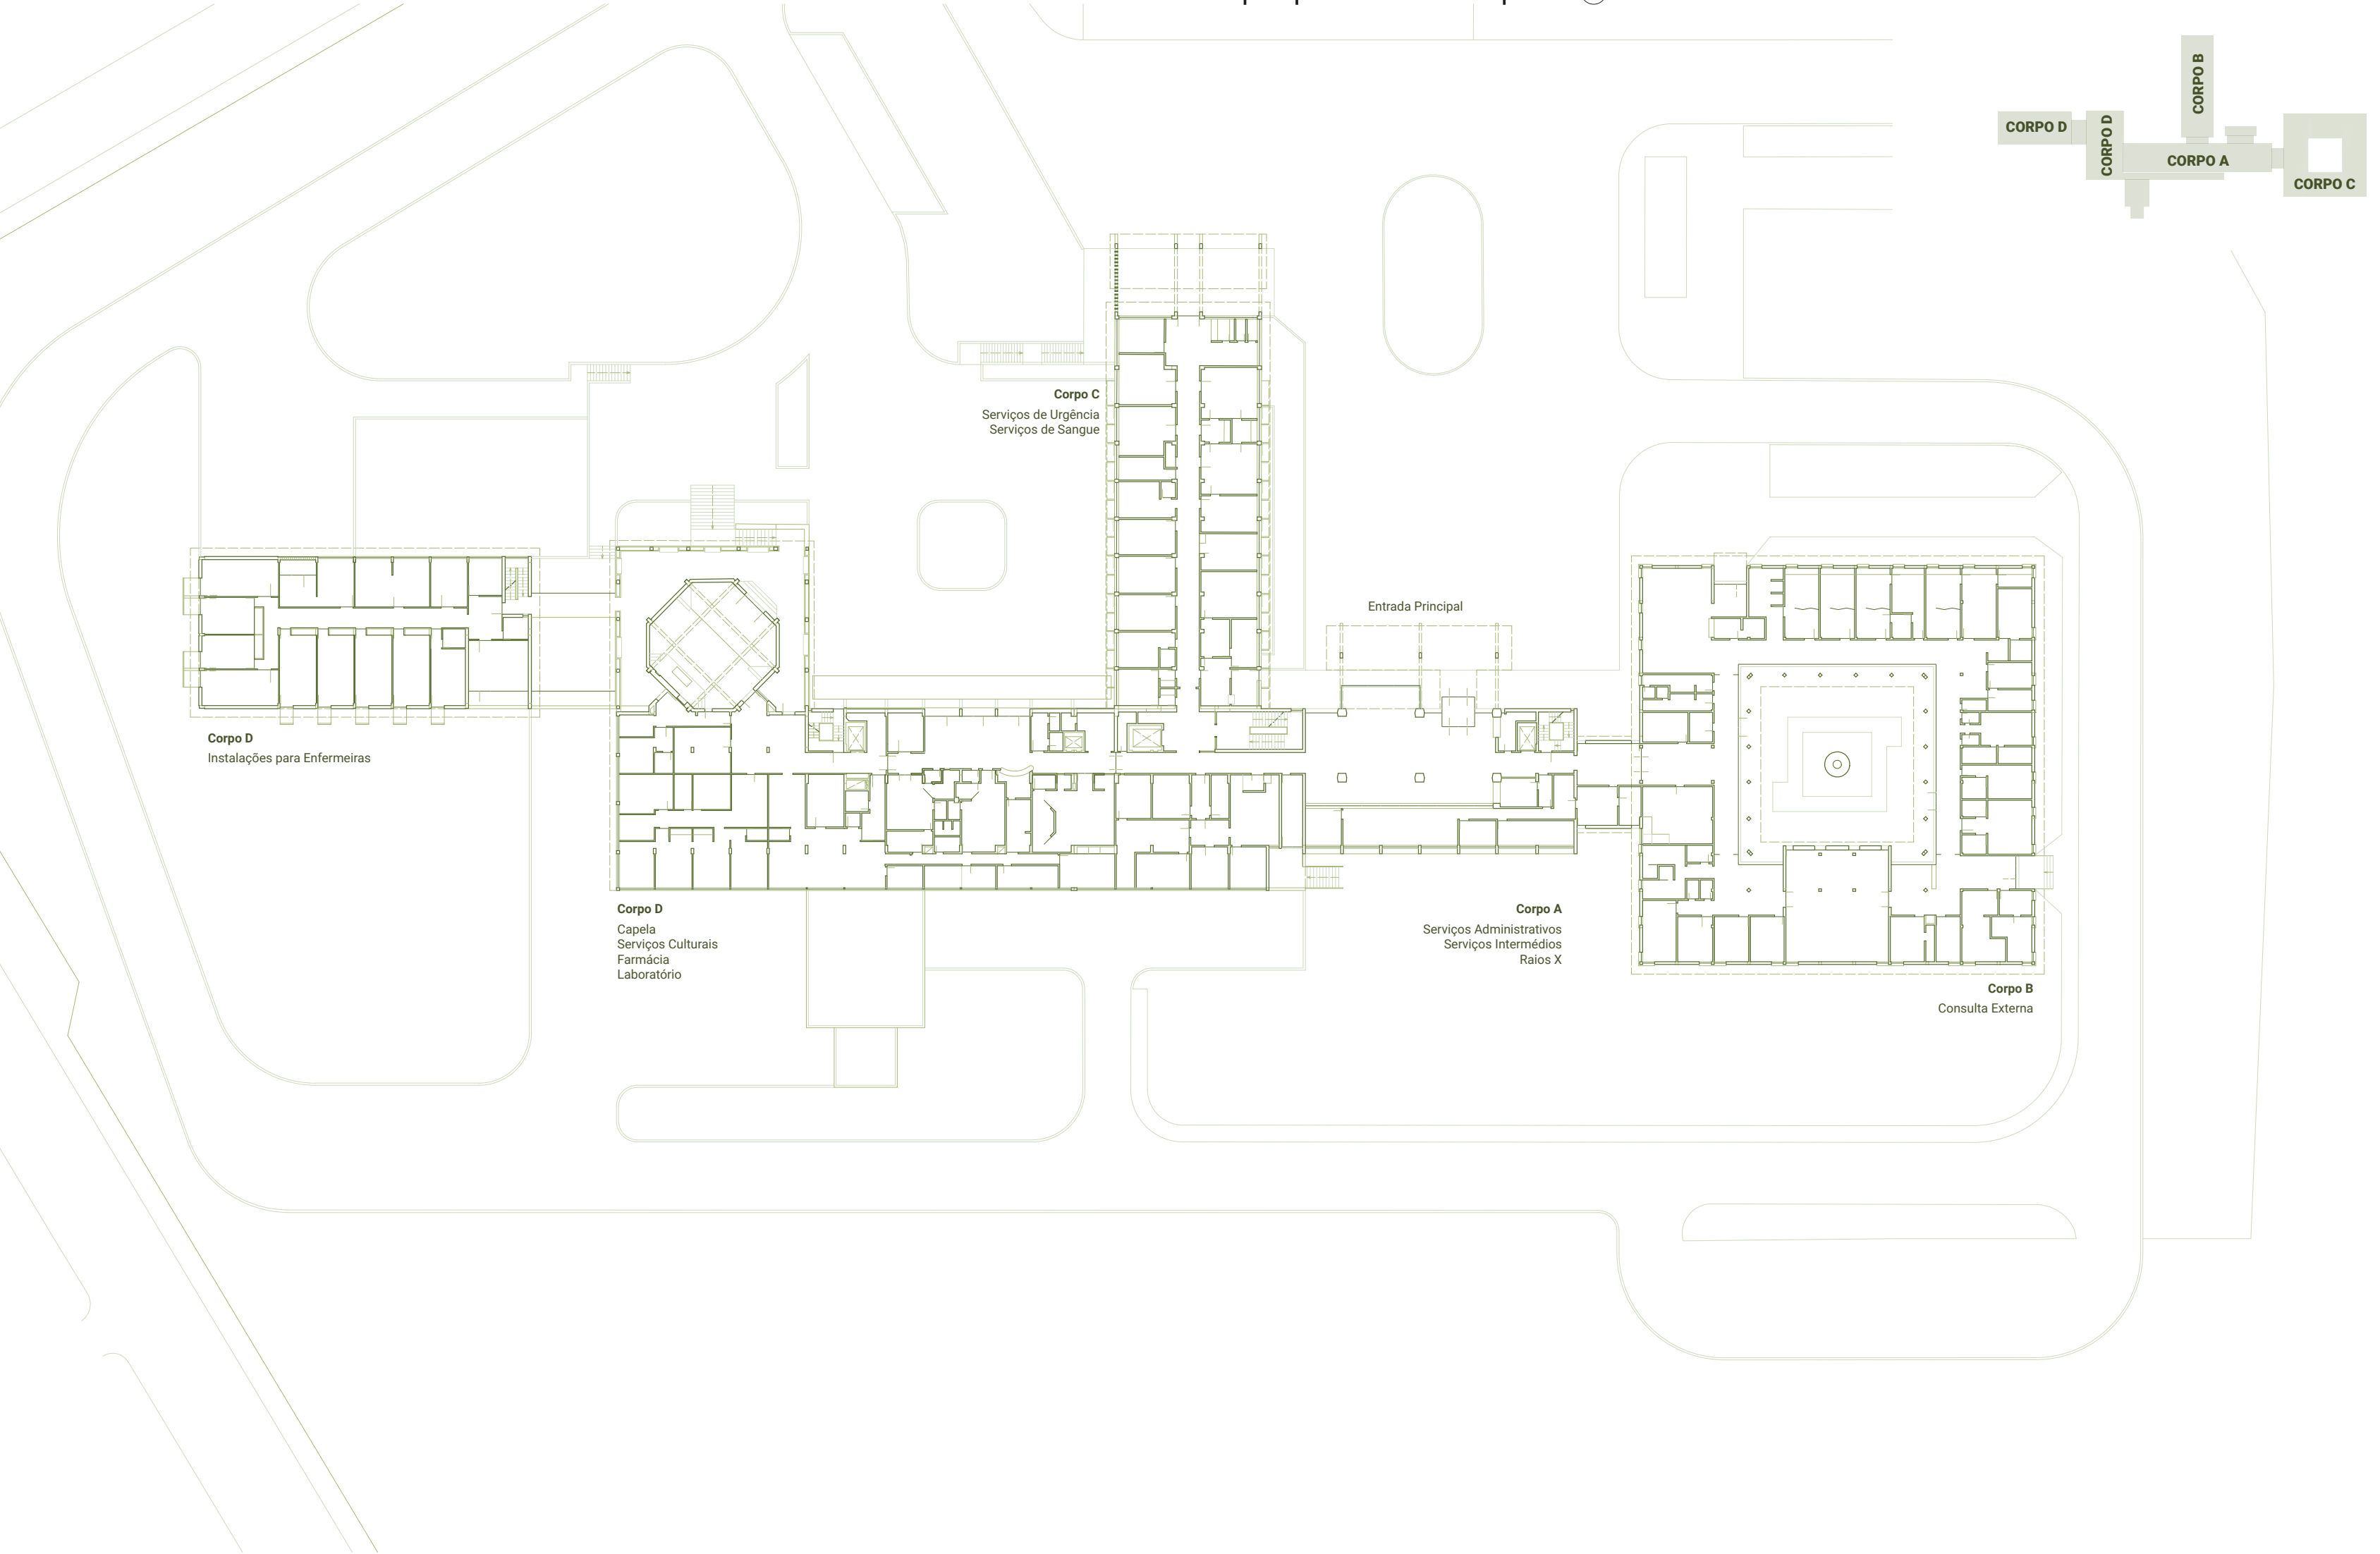 CORPO B
CORPO D
CORPO D
CORPO A
CORPO C
Corpo C
Serviços de Urgência
Serviços de Sangue
Entrada Principal
Corpo D
Instalações para Enfermeiras
Corpo D
Capela
Serviços Culturais
Farmácia
Laboratório
Corpo A
Serviços Administrativos
Serviços Intermédios
Raios X
Corpo B
Consulta Externa